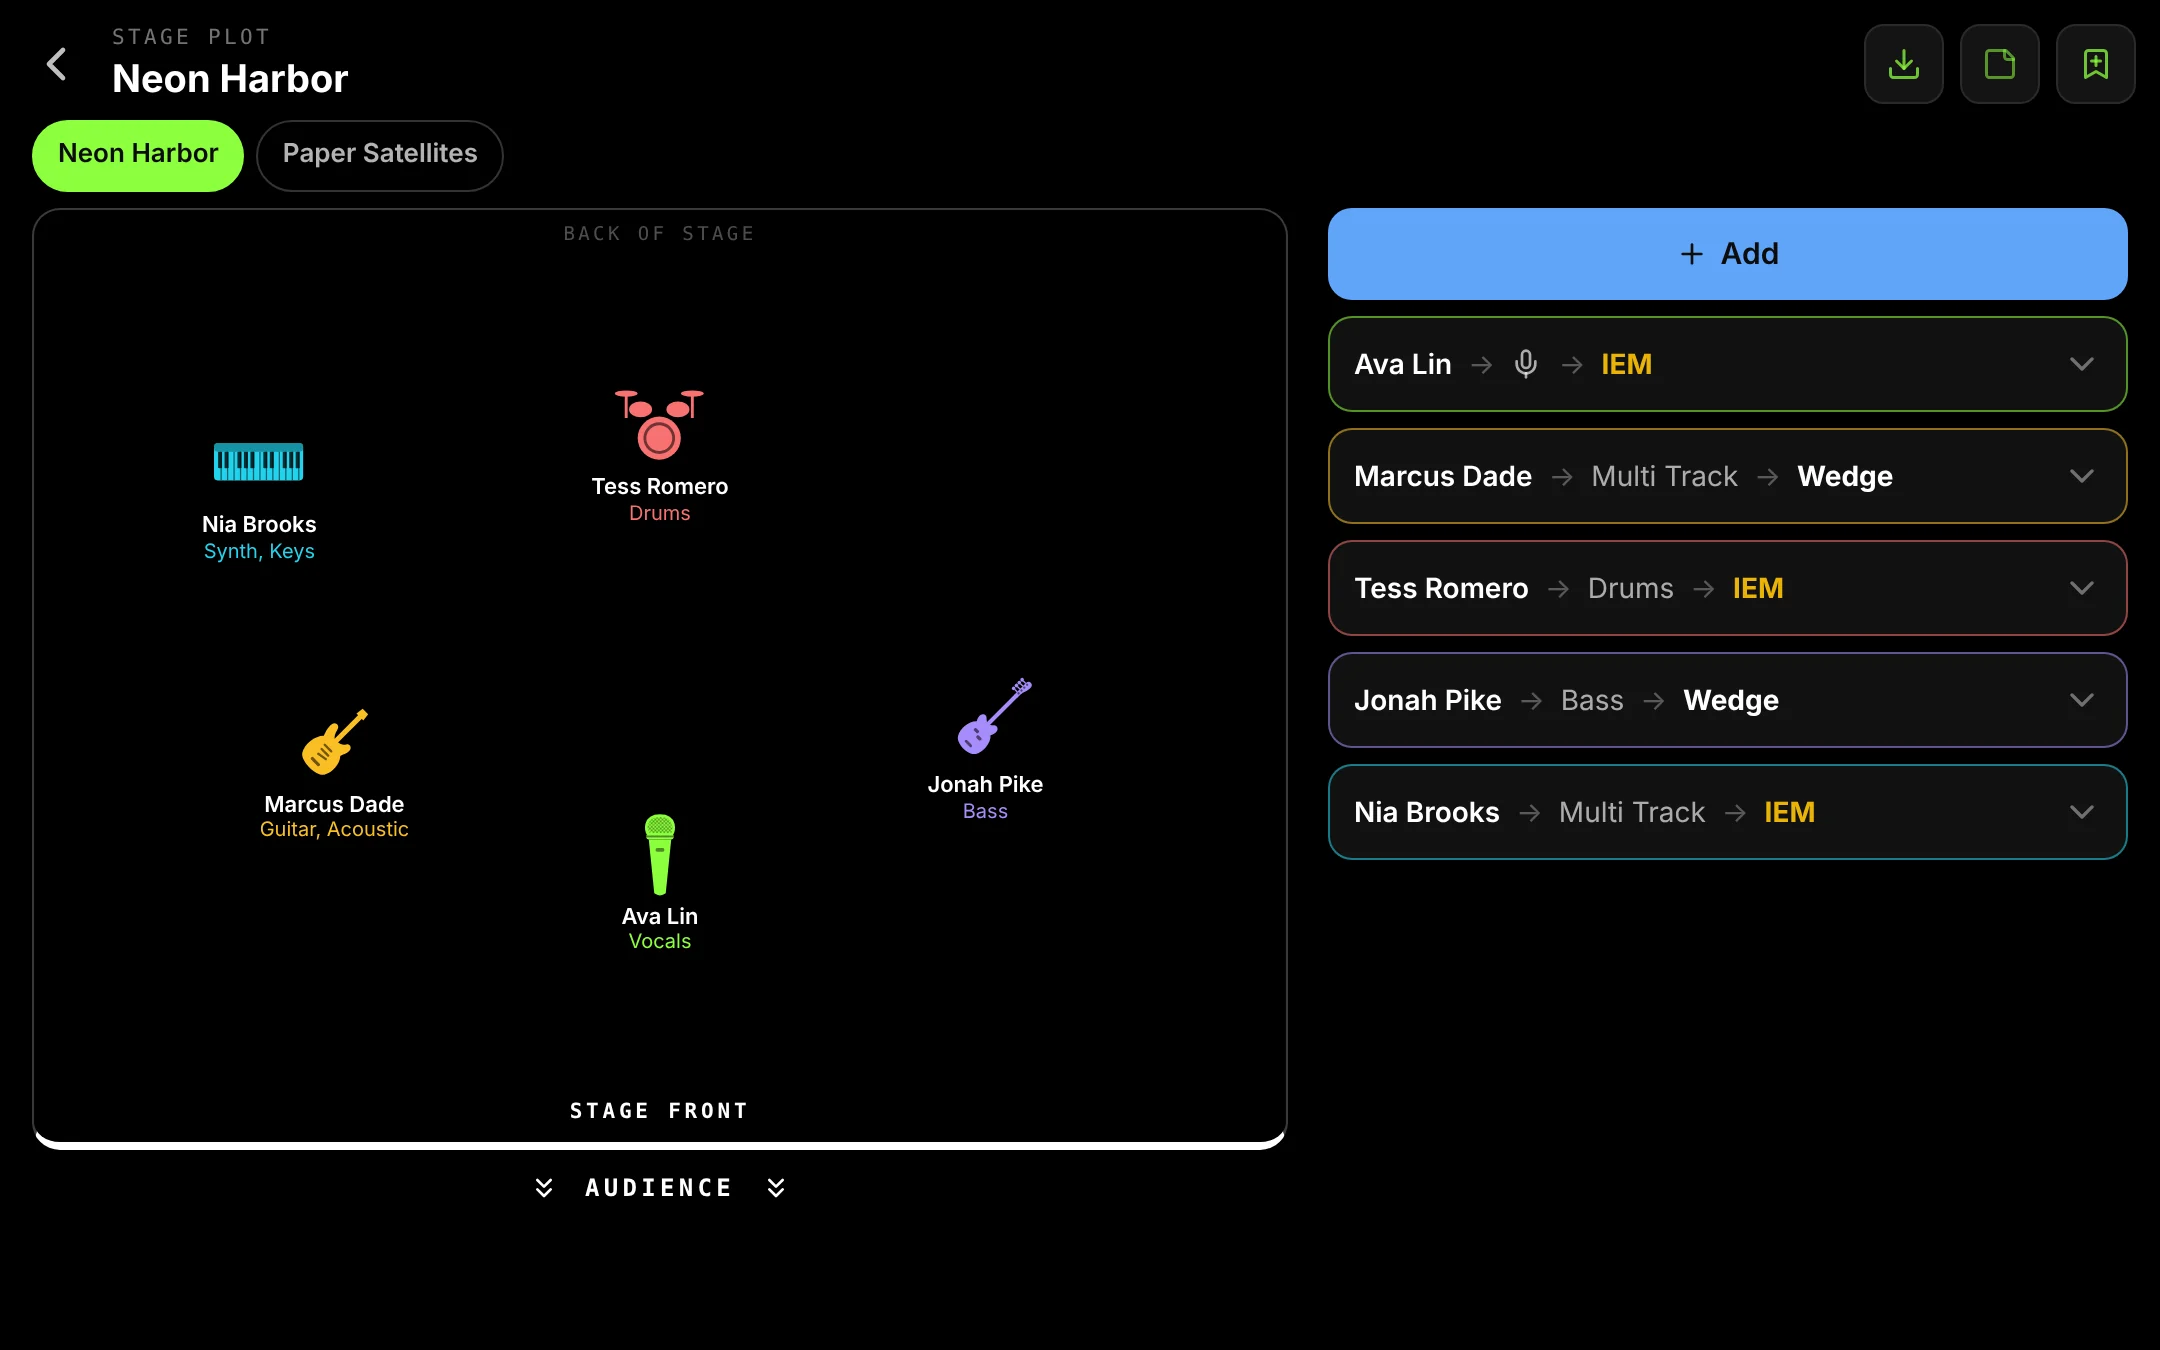 STAGE PLOT
Neon Harbor
Neon Harbor
Paper Satellites
BACK OF STAGE
Tess Romero
Drums
Nia Brooks
Synth, Keys
Jonah Pike
Bass
Marcus Dade
Guitar, Acoustic
Ava Lin
Vocals
STAGE FRONT
AUDIENCE
+ Add
Ava Lin → → IEM
Marcus Dade → Multi Track → Wedge
Tess Romero → Drums → IEM
Jonah Pike → Bass → Wedge
Nia Brooks → Multi Track → IEM